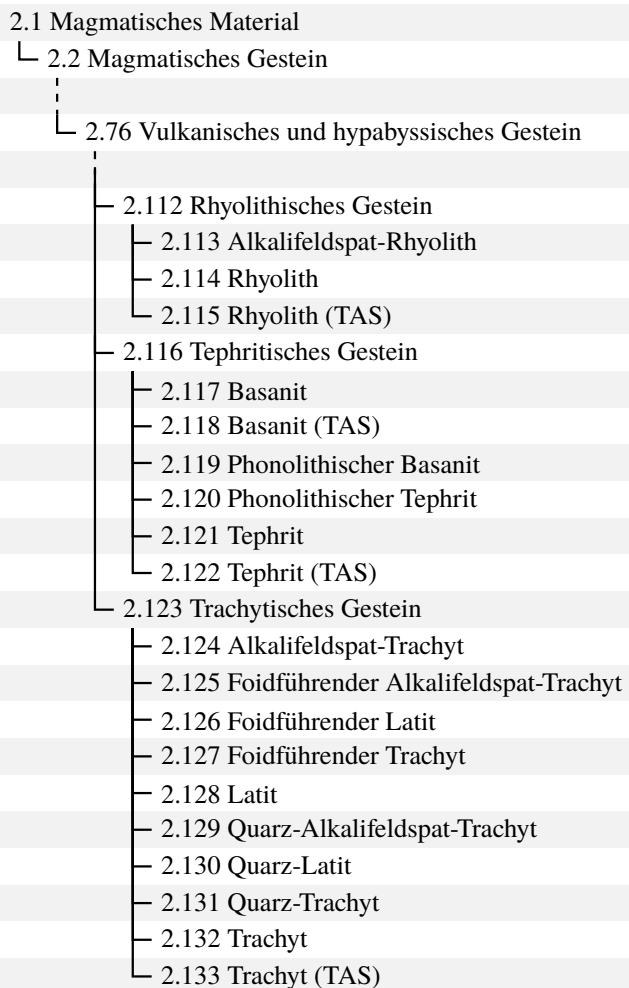 2.1 Magmatisches Material
2.2 Magmatisches Gestein
2.76 Vulkanisches und hypabyssisches Gestein
2.112 Rhyolithisches Gestein
2.113 Alkalifeldspat-Rhyolith
2.114 Rhyolith
2.115 Rhyolith (TAS)
2.116 Tephritisches Gestein
2.117 Basanit
2.118 Basanit (TAS)
2.119 Phonolithischer Basanit
2.120 Phonolithischer Tephrit
2.121 Tephrit
2.122 Tephrit (TAS)
2.123 Trachytisches Gestein
2.124 Alkalifeldspat-Trachyt
2.125 Foidführender Alkalifeldspat-Trachyt
2.126 Foidführender Latit
2.127 Foidführender Trachyt
2.128 Latit
2.129 Quarz-Alkalifeldspat-Trachyt
2.130 Quarz-Latit
2.131 Quarz-Trachyt
2.132 Trachyt
2.133 Trachyt (TAS)